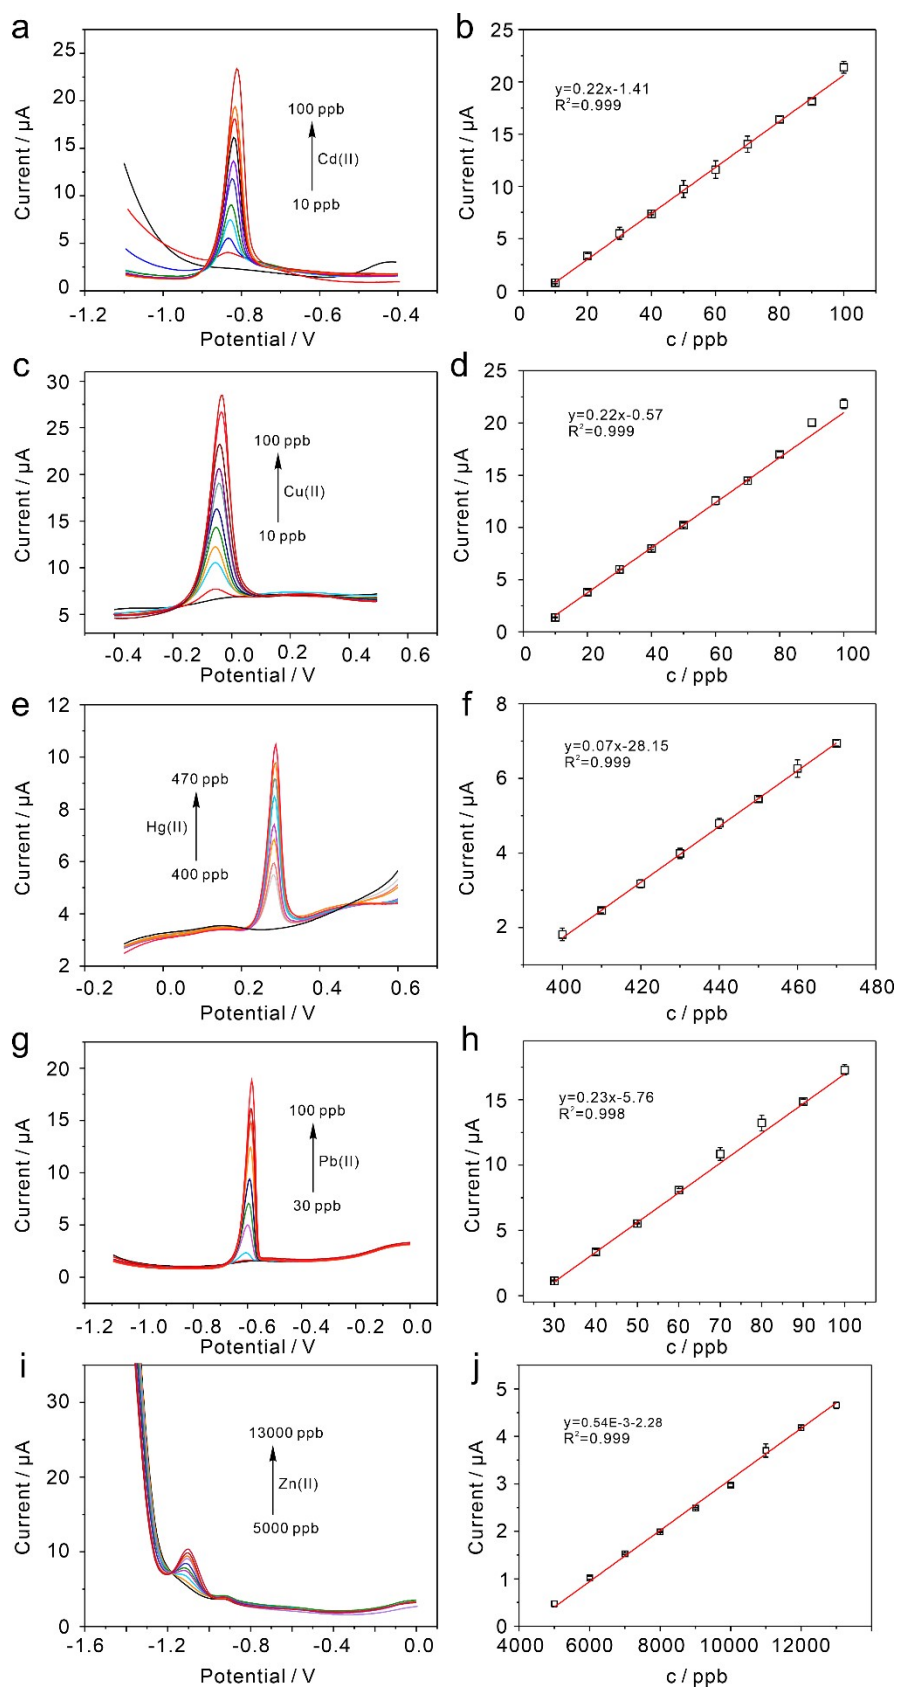 a
25
20
15
10
5
0
Current / µA
100 ppb
Cd(II)
10 ppb
-1.2 -1.0 -0.8 -0.6 -0.4
Potential / V
b
25
20
15
10
5
0
Current / µA
y=0.22x-1.41
R²=0.999
0 20 40 60 80 100
c / ppb
c
30
25
20
15
10
5
Current / µA
100 ppb
Cu(II)
10 ppb
-0.4 -0.2 0.0 0.2 0.4
Potential / V
d
25
20
15
10
5
0
Current / µA
y=0.22x-0.57
R²=0.999
0 20 40 60 80 100
c / ppb
e
12
10
8
6
4
2
Current / µA
470 ppb
Hg(II)
400 ppb
-0.2 0.0 0.2 0.4 0.6
Potential / V
f
8
6
4
2
Current / µA
y=0.07x-28.15
R²=0.999
400 420 440 460 480
c / ppb
g
20
15
10
5
0
Current / µA
100 ppb
Pb(II)
30 ppb
-1.2 -1.0 -0.8 -0.6 -0.4 -0.2 0.0
Potential / V
h
15
10
5
0
Current / µA
y=0.23x-5.76
R²=0.998
30 40 50 60 70 80 90 100
c / ppb
i
30
20
10
0
Current / µA
13000 ppb
Zn(II)
5000 ppb
-1.6 -1.2 -0.8 -0.4 0.0
Potential / V
j
5
4
3
2
1
0
Current / µA
y=0.54E-3-2.28
R²=0.999
4000 6000 8000 10000 12000
c / ppb